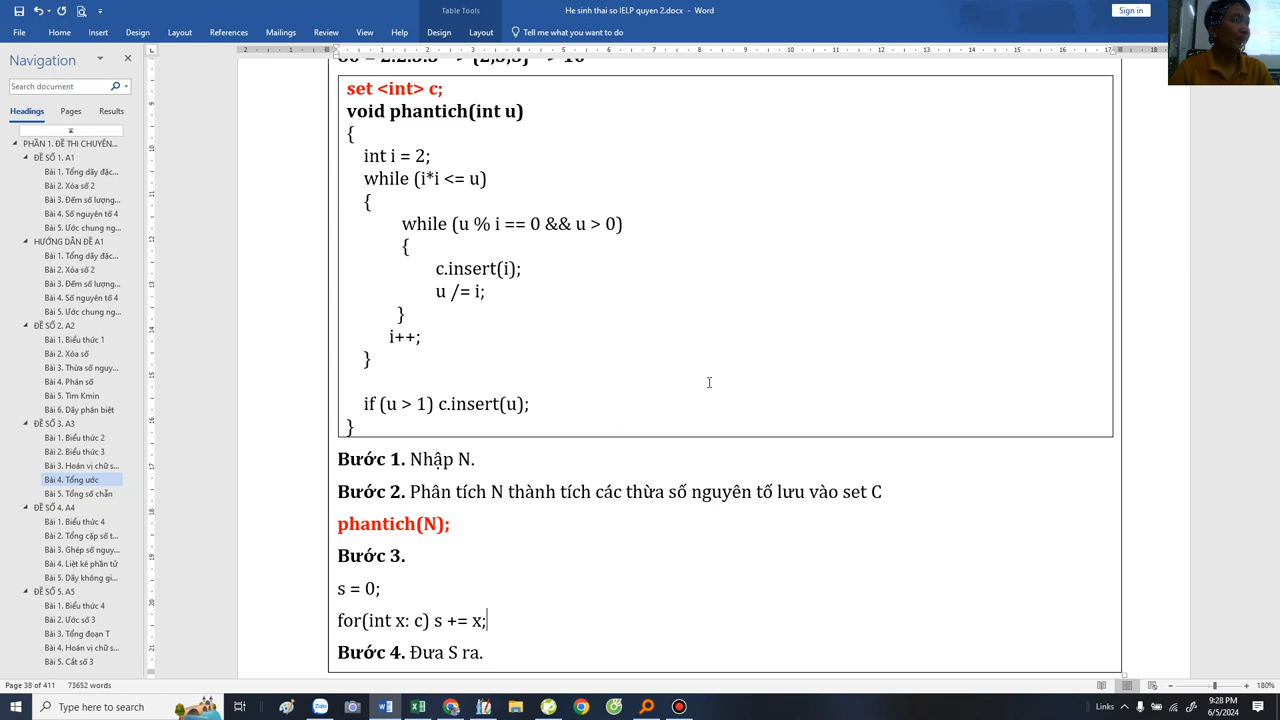 Table Tools
He sinh thai so IELP quyen 2.docx - Word
Sign in
File Home Insert Design Layout References Mailings Review View Help Design Layout Tell me what you want to do
Navigation
Search document
Headings Pages Results
PHẦN 1. ĐỀ THI CHUYÊN...
ĐỀ SỐ 1. A1
Bài 1. Tổng dãy đặc...
Bài 2. Xóa số 2
Bài 3. Đếm số lượng...
Bài 4. Số nguyên tố 4
Bài 5. Ước chung ng...
HƯỚNG DẪN ĐỀ A1
Bài 1. Tổng dãy đặc...
Bài 2. Xóa số 2
Bài 3. Đếm số lượng...
Bài 4. Số nguyên tố 4
Bài 5. Ước chung ng...
ĐỀ SỐ 2. A2
Bài 1. Biểu thức 1
Bài 2. Xóa số
Bài 3. Thừa số nguy...
Bài 4. Phân số
Bài 5. Tìm Kmin
Bài 6. Dãy phân biệt
ĐỀ SỐ 3. A3
Bài 1. Biểu thức 2
Bài 2. Biểu thức 3
Bài 3. Hoán vị chữ s...
Bài 4. Tổng ước
Bài 5. Tổng số chẵn
ĐỀ SỐ 4. A4
Bài 1. Biểu thức 4
Bài 2. Tổng cặp số t...
Bài 3. Ghép số nguy...
Bài 4. Liệt kê phần tử
Bài 5. Dãy không gi...
ĐỀ SỐ 5. A5
Bài 1. Biểu thức 4
Bài 2. Ước số 3
Bài 3. Tổng đoạn T
Bài 4. Hoán vị chữ s...
Bài 5. Cắt số 3
set <int> c;
void phantich(int u)
{
int i = 2;
while (i*i <= u)
{
while (u % i == 0 && u > 0)
{
c.insert(i);
u /= i;
}
i++;
}
if (u > 1) c.insert(u);
}
Bước 1. Nhập N.
Bước 2. Phân tích N thành tích các thừa số nguyên tố lưu vào set C
phantich(N);
Bước 3.
s = 0;
for(int x: c) s += x;
Bước 4. Đưa S ra.
Page 38 of 411 73652 words
180%
Type here to search
9:28 PM
6/5/2024